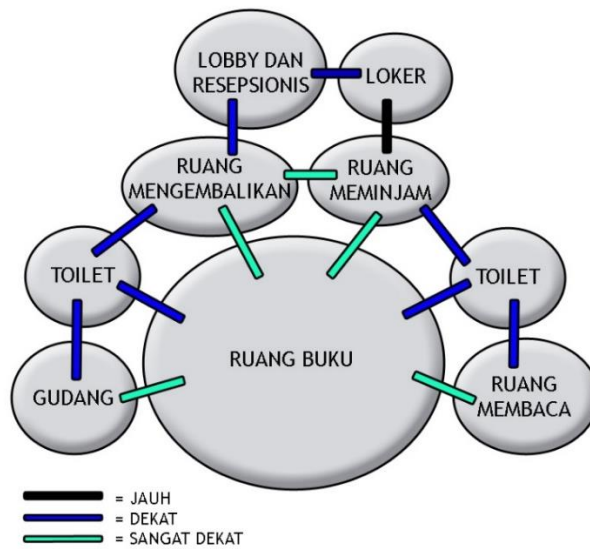 LOBBY DAN
RESEPSIONIS
LOKER
RUANG
MENGEMBALIKAN
RUANG
MEMINJAM
TOILET
TOILET
RUANG BUKU
GUDANG
RUANG
MEMBACA
= JAUH
= DEKAT
= SANGAT DEKAT